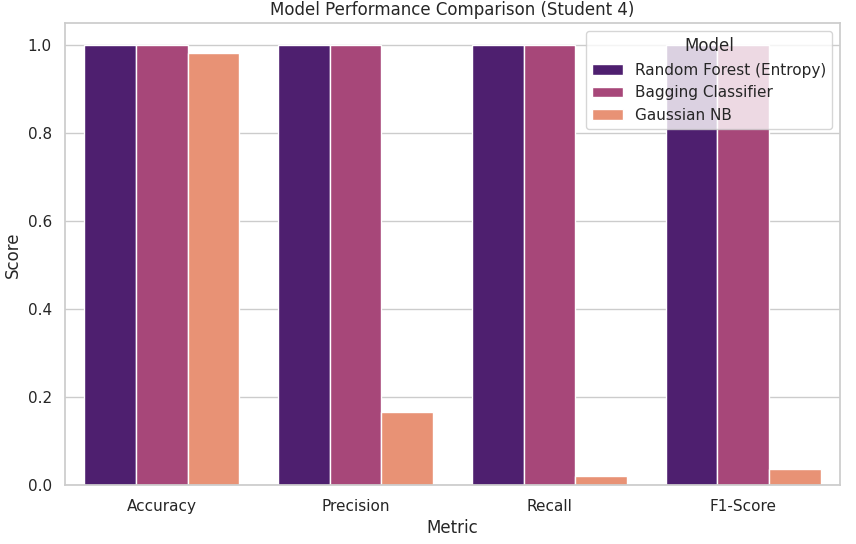 Model Performance Comparison (Student 4)
Model
Random Forest (Entropy)
Bagging Classifier
Gaussian NB
Score
1.0
0.8
0.6
0.4
0.2
0.0
Accuracy Precision Recall F1-Score
Metric